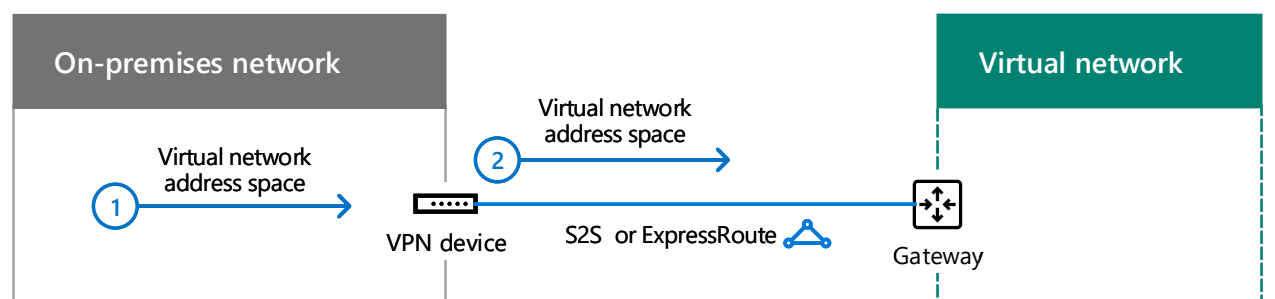 On-premises network
Virtual network
Virtual network
address space
1
Virtual network
address space
2
VPN device
S2S or ExpressRoute
Gateway